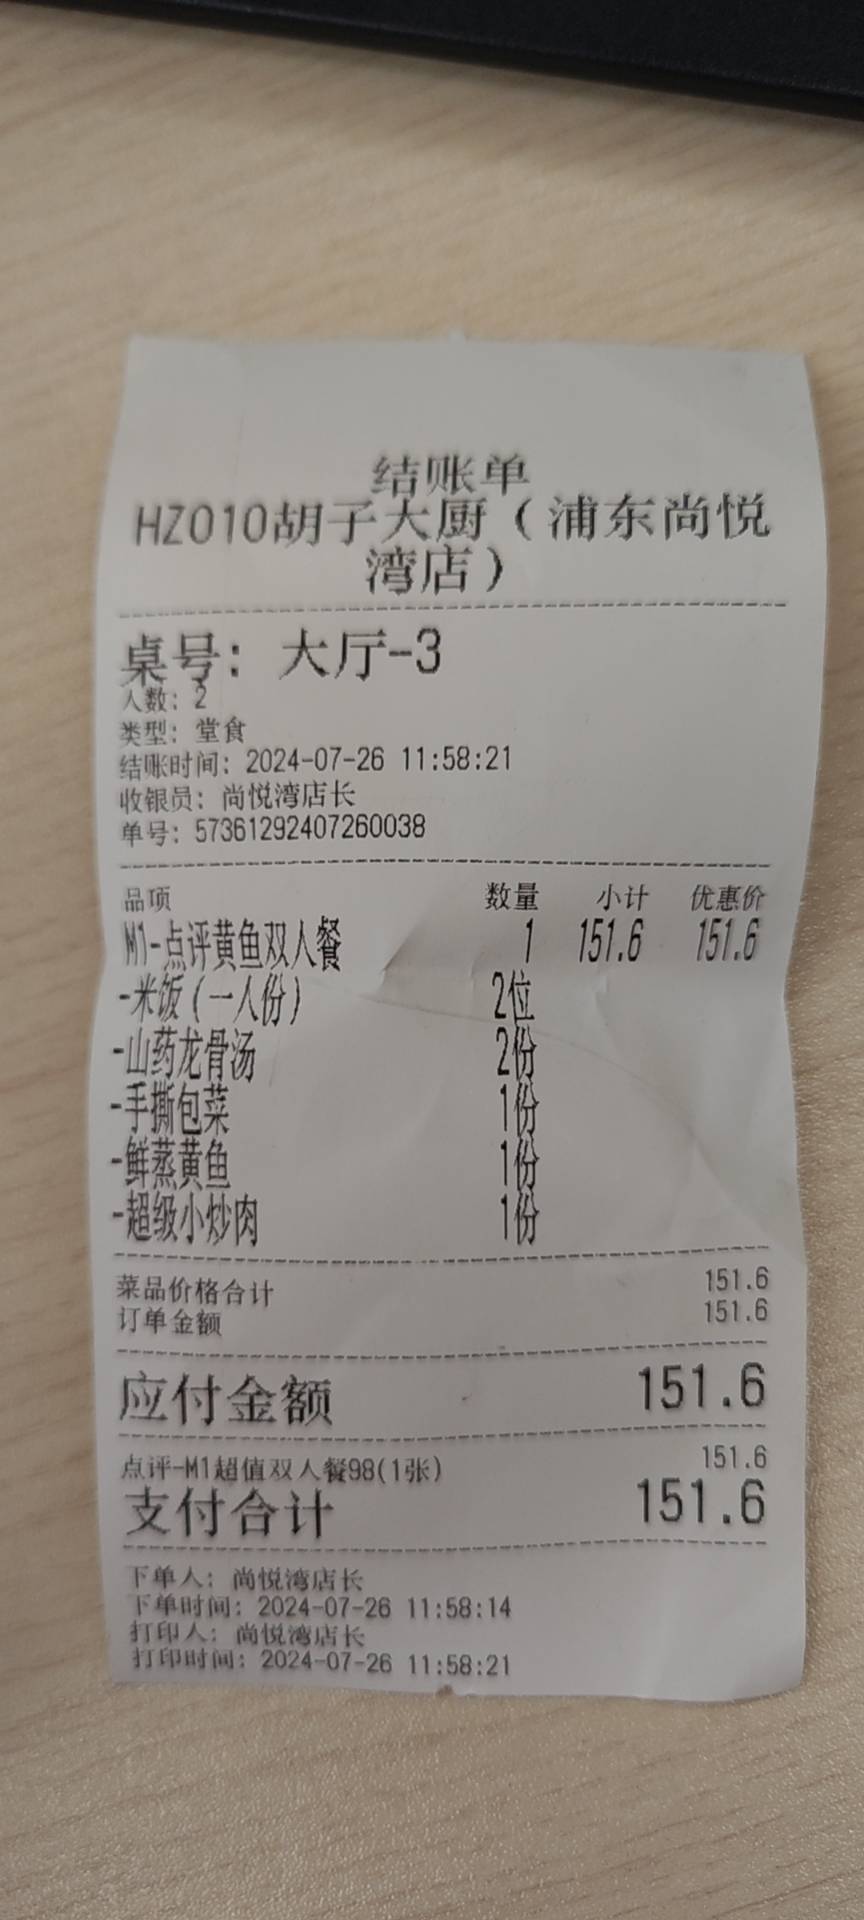 结账单
HZ010胡子大厨（浦东尚悦
湾店）
桌号：大厅-3
人数：2
类型：堂食
结账时间：2024-07-26 11:58:21
收银员：尚悦湾店长
单号：57361292407260038
品项 数量 小计 优惠价
M1-点评黄鱼双人餐 1 151.6 151.6
-米饭（一人份） 2位
-山药龙骨汤 2份
-手撕包菜 1份
-鲜蒸黄鱼 1份
-超级小炒肉 1份
菜品价格合计 151.6
订单金额 151.6
应付金额 151.6
点评-M1超值双人餐98(1张) 151.6
支付合计 151.6
下单人：尚悦湾店长
下单时间：2024-07-26 11:58:14
打印人：尚悦湾店长
打印时间：2024-07-26 11:58:21